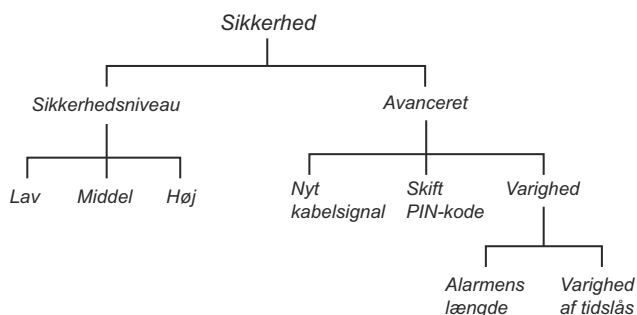 Sikkerhed
Sikkerhedsniveau
Avanceret
Lav
Middel
Høj
Nyt
kabelsignal
Skift
PIN-kode
Varighed
Alarmens
længde
Varighed
af tidslås